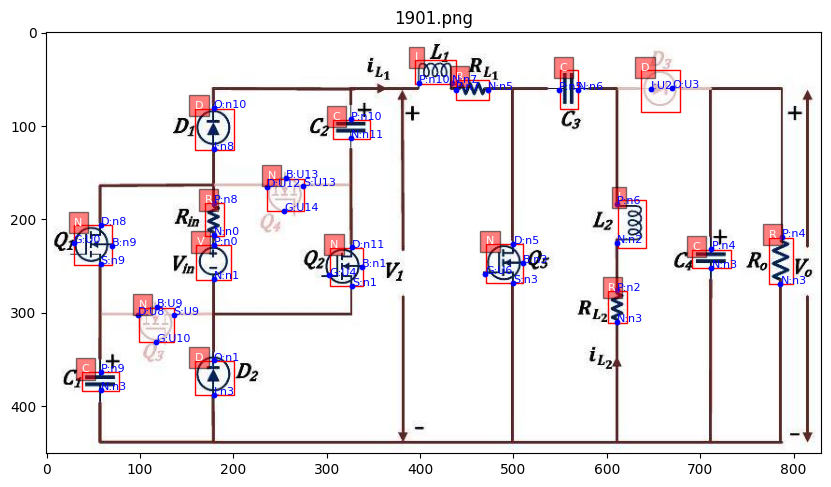 1901.png
0
100
200
300
400
0 100 200 300 400 500 600 700 800
i_{L_1}
L L_1
P:n10 N:n7
R_{L_1}
N:n5
C P:n5 N:n6
C_3
D D_3
I:U2 O:U3
D O:n10
D_1
I:n8
C P:n10
C_2 +
N:n11
+
+
N B:U13
D:U12 S:U13
G:U14
Q_4
N D:n8
Q_1 G:U0 B:n9
S:n9
R P:n8
R_{in}
N:n0
V P:n0
V_{in}
N:n1
N D:n11
Q_2 B:n1
G:U4
S:n1
V_1
N D:n5
Q_5
G:U6
S:n3
L P:n6
L_2
N:n2
R P:n2
R_{L_2}
N:n3
i_{L_2}
C P:n4
+
C_4
N:n3
R P:n4
R_o
N:n3
V_o
N B:U9
D:U8 S:U9
G:U10
Q_3
C P:n9
C_1 +
N:n3
D O:n1
D_2
I:n3
-
-